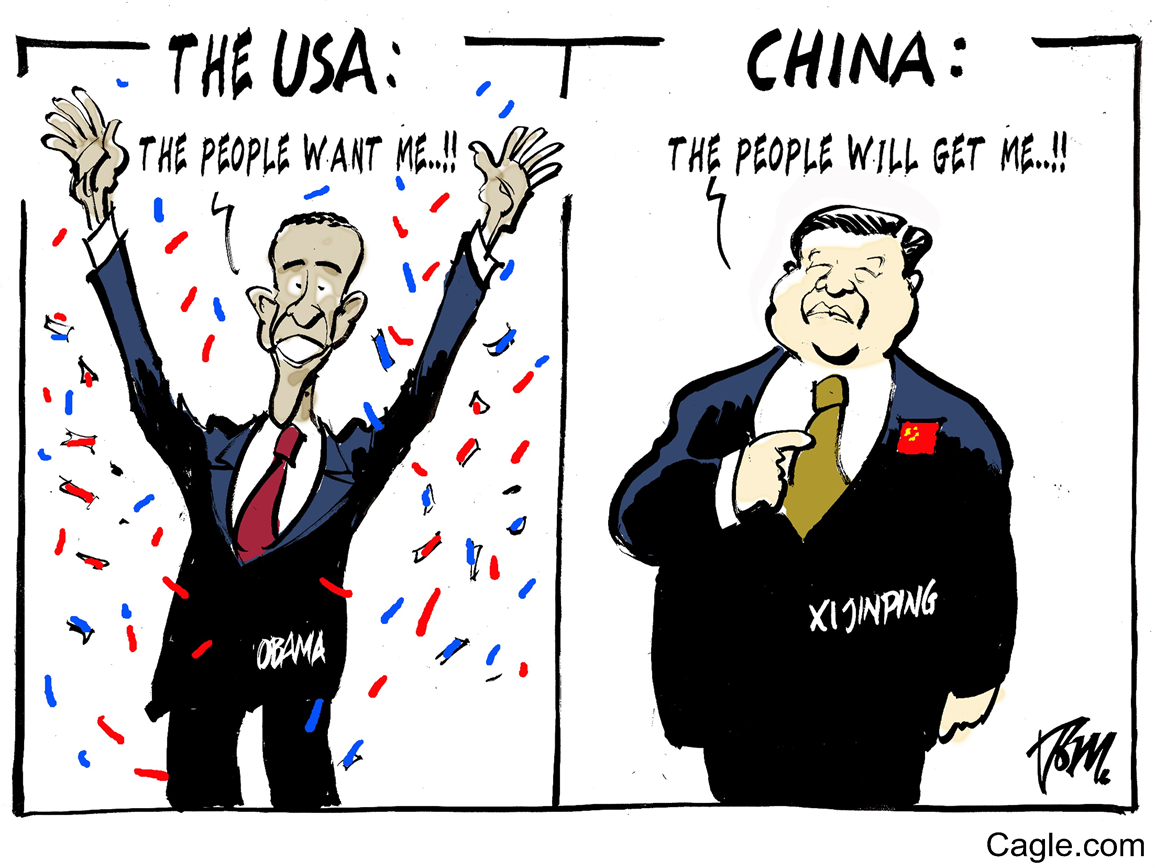 THE USA:
THE PEOPLE WANT ME..!!
OBAMA
CHINA:
THE PEOPLE WILL GET ME..!!
XI JINPING
Cagle.com